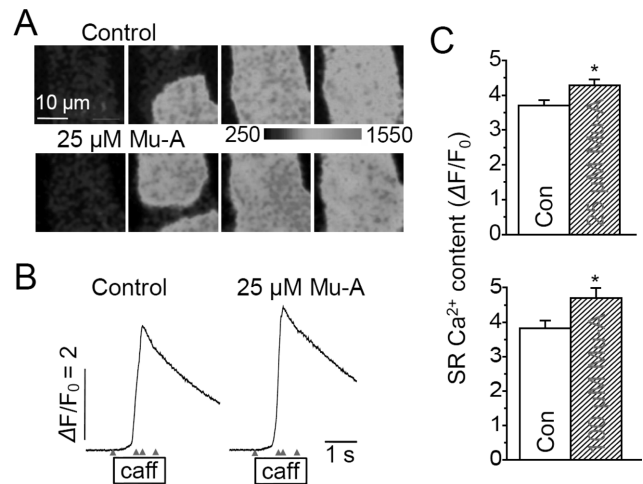 A
Control
10 µm
25 µM Mu-A
250
1550
B
Control
25 µM Mu-A
ΔF/F₀ = 2
caff
caff
1 s
C
SR Ca²⁺ content (ΔF/F₀)
5
4
3
2
1
0
Con
25 µM Mu-A
*
5
4
3
2
1
0
Con
100 µM Mu-A
*